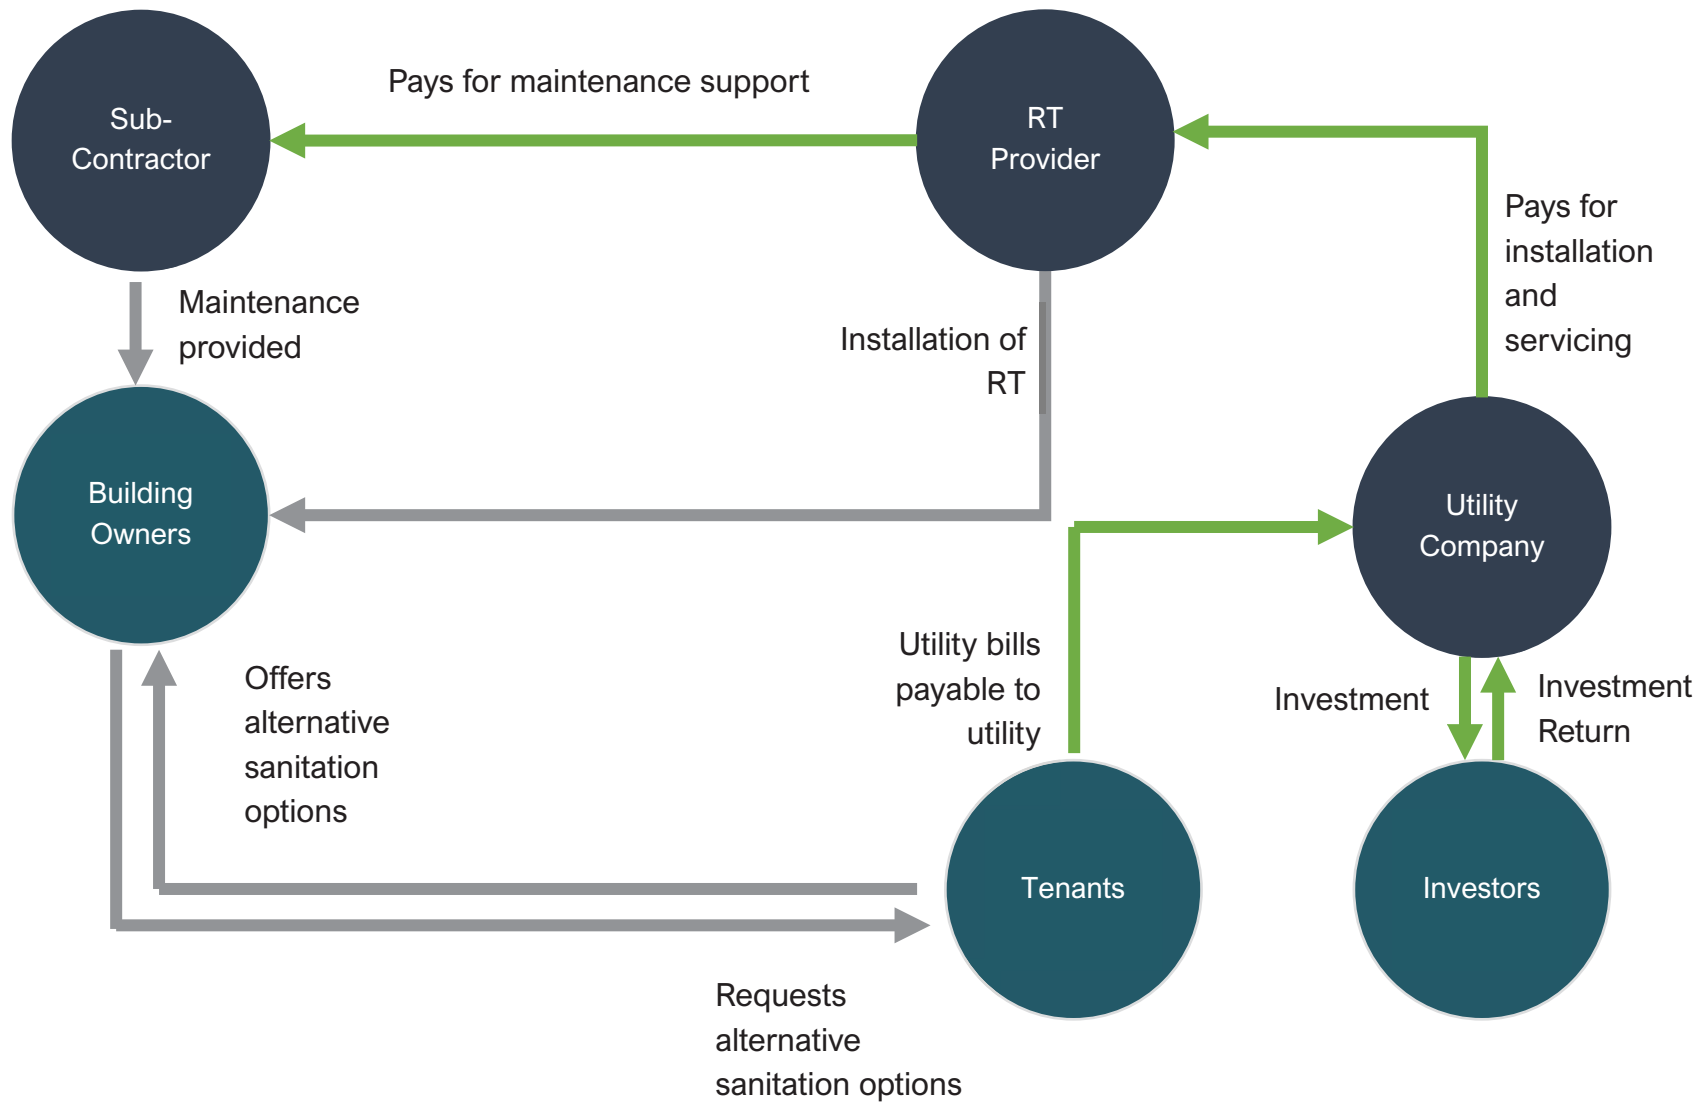 Sub-
Contractor
Pays for maintenance support
RT
Provider
Pays for
installation
and
servicing
Maintenance
provided
Installation of
RT
Building
Owners
Utility
Company
Offers
alternative
sanitation
options
Utility bills
payable to
utility
Investment
Investment
Return
Tenants
Investors
Requests
alternative
sanitation options